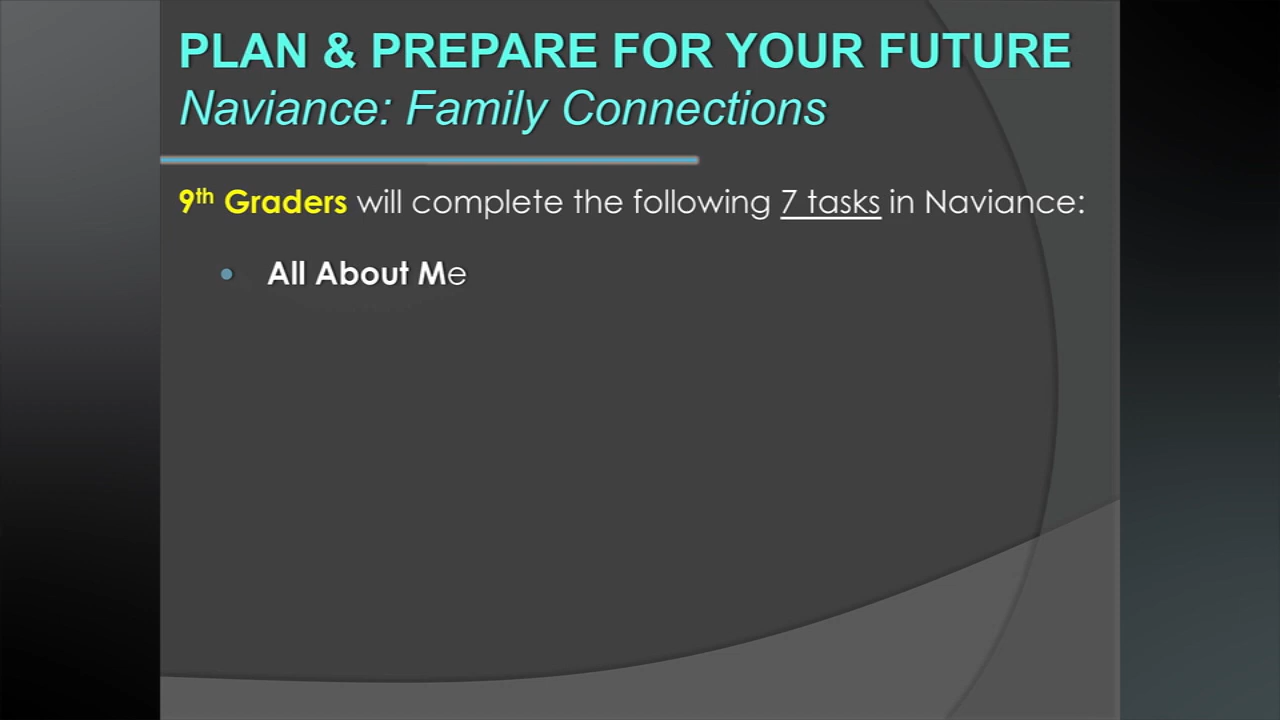 PLAN & PREPARE FOR YOUR FUTURE
Naviance: Family Connections
9th Graders will complete the following 7 tasks in Naviance:
• All About Me